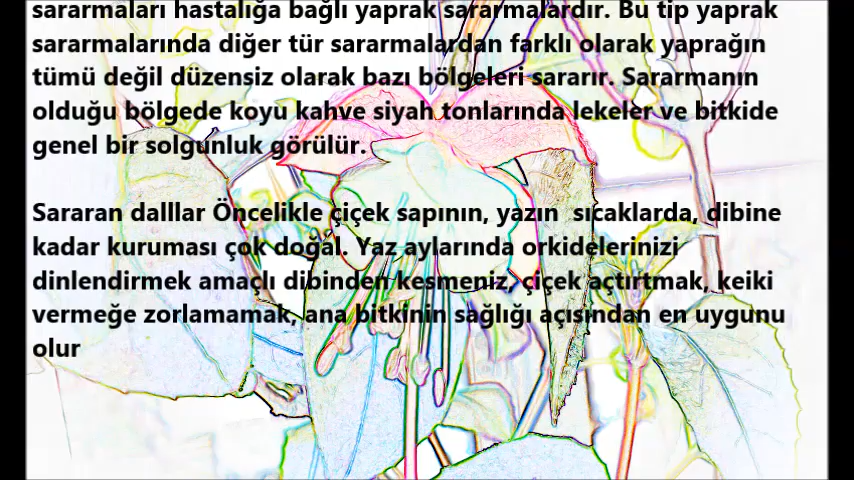 sararmaları hastalığa bağlı yaprak sararmalardır. Bu tip yaprak
sararmalarında diğer tür sararmalardan farklı olarak yaprağın
tümü değil düzensiz olarak bazı bölgeleri sararır. Sararmanın
olduğu bölgede koyu kahve siyah tonlarında lekeler ve bitkide
genel bir solgunluk görülür.
Sararan dalllar Öncelikle çiçek sapının, yazın  sıcaklarda, dibine
kadar kuruması çok doğal. Yaz aylarında orkidelerinizi
dinlendirmek amaçlı dibinden kesmeniz, çiçek açtırtmak, keiki
vermeğe zorlamamak, ana bitkinin sağlığı açısından en uygunu
olur